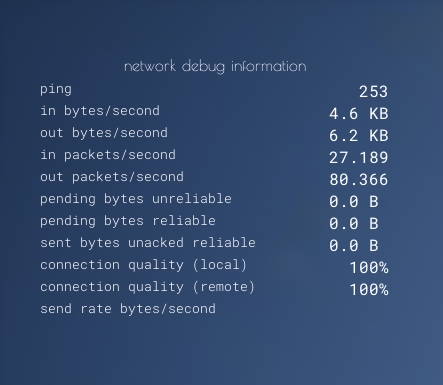 network debug information
ping 253
in bytes/second 4.6 KB
out bytes/second 6.2 KB
in packets/second 27.189
out packets/second 80.366
pending bytes unreliable 0.0 B
pending bytes reliable 0.0 B
sent bytes unacked reliable 0.0 B
connection quality (local) 100%
connection quality (remote) 100%
send rate bytes/second